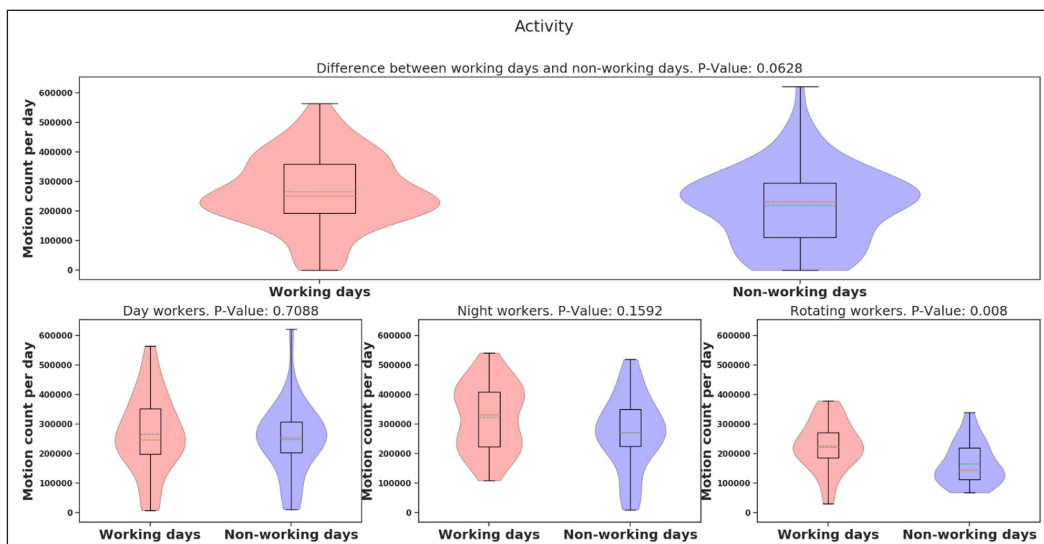 Activity
Difference between working days and non-working days. P-Value: 0.0628
Motion count per day
600000
500000
400000
300000
200000
100000
0
Working days
Non-working days
Day workers. P-Value: 0.7088
Motion count per day
600000
500000
400000
300000
200000
100000
0
Working days
Non-working days
Night workers. P-Value: 0.1592
Motion count per day
600000
500000
400000
300000
200000
100000
0
Working days
Non-working days
Rotating workers. P-Value: 0.008
Motion count per day
600000
500000
400000
300000
200000
100000
0
Working days
Non-working days